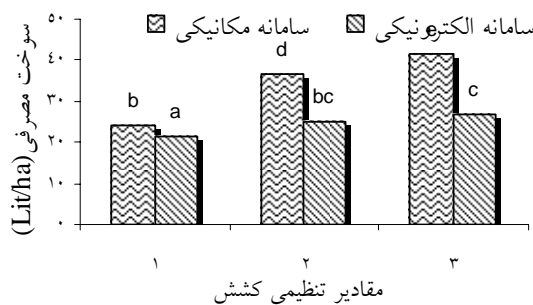 سامانه مکانیکی سامانه الکترونیکی
سوخت مصرفی (Lit/ha)
۵۰
۴۰
۳۰
۲۰
۱۰
۰
b a d bc e c
۱ ۲ ۳
مقادیر تنظیمی کشش